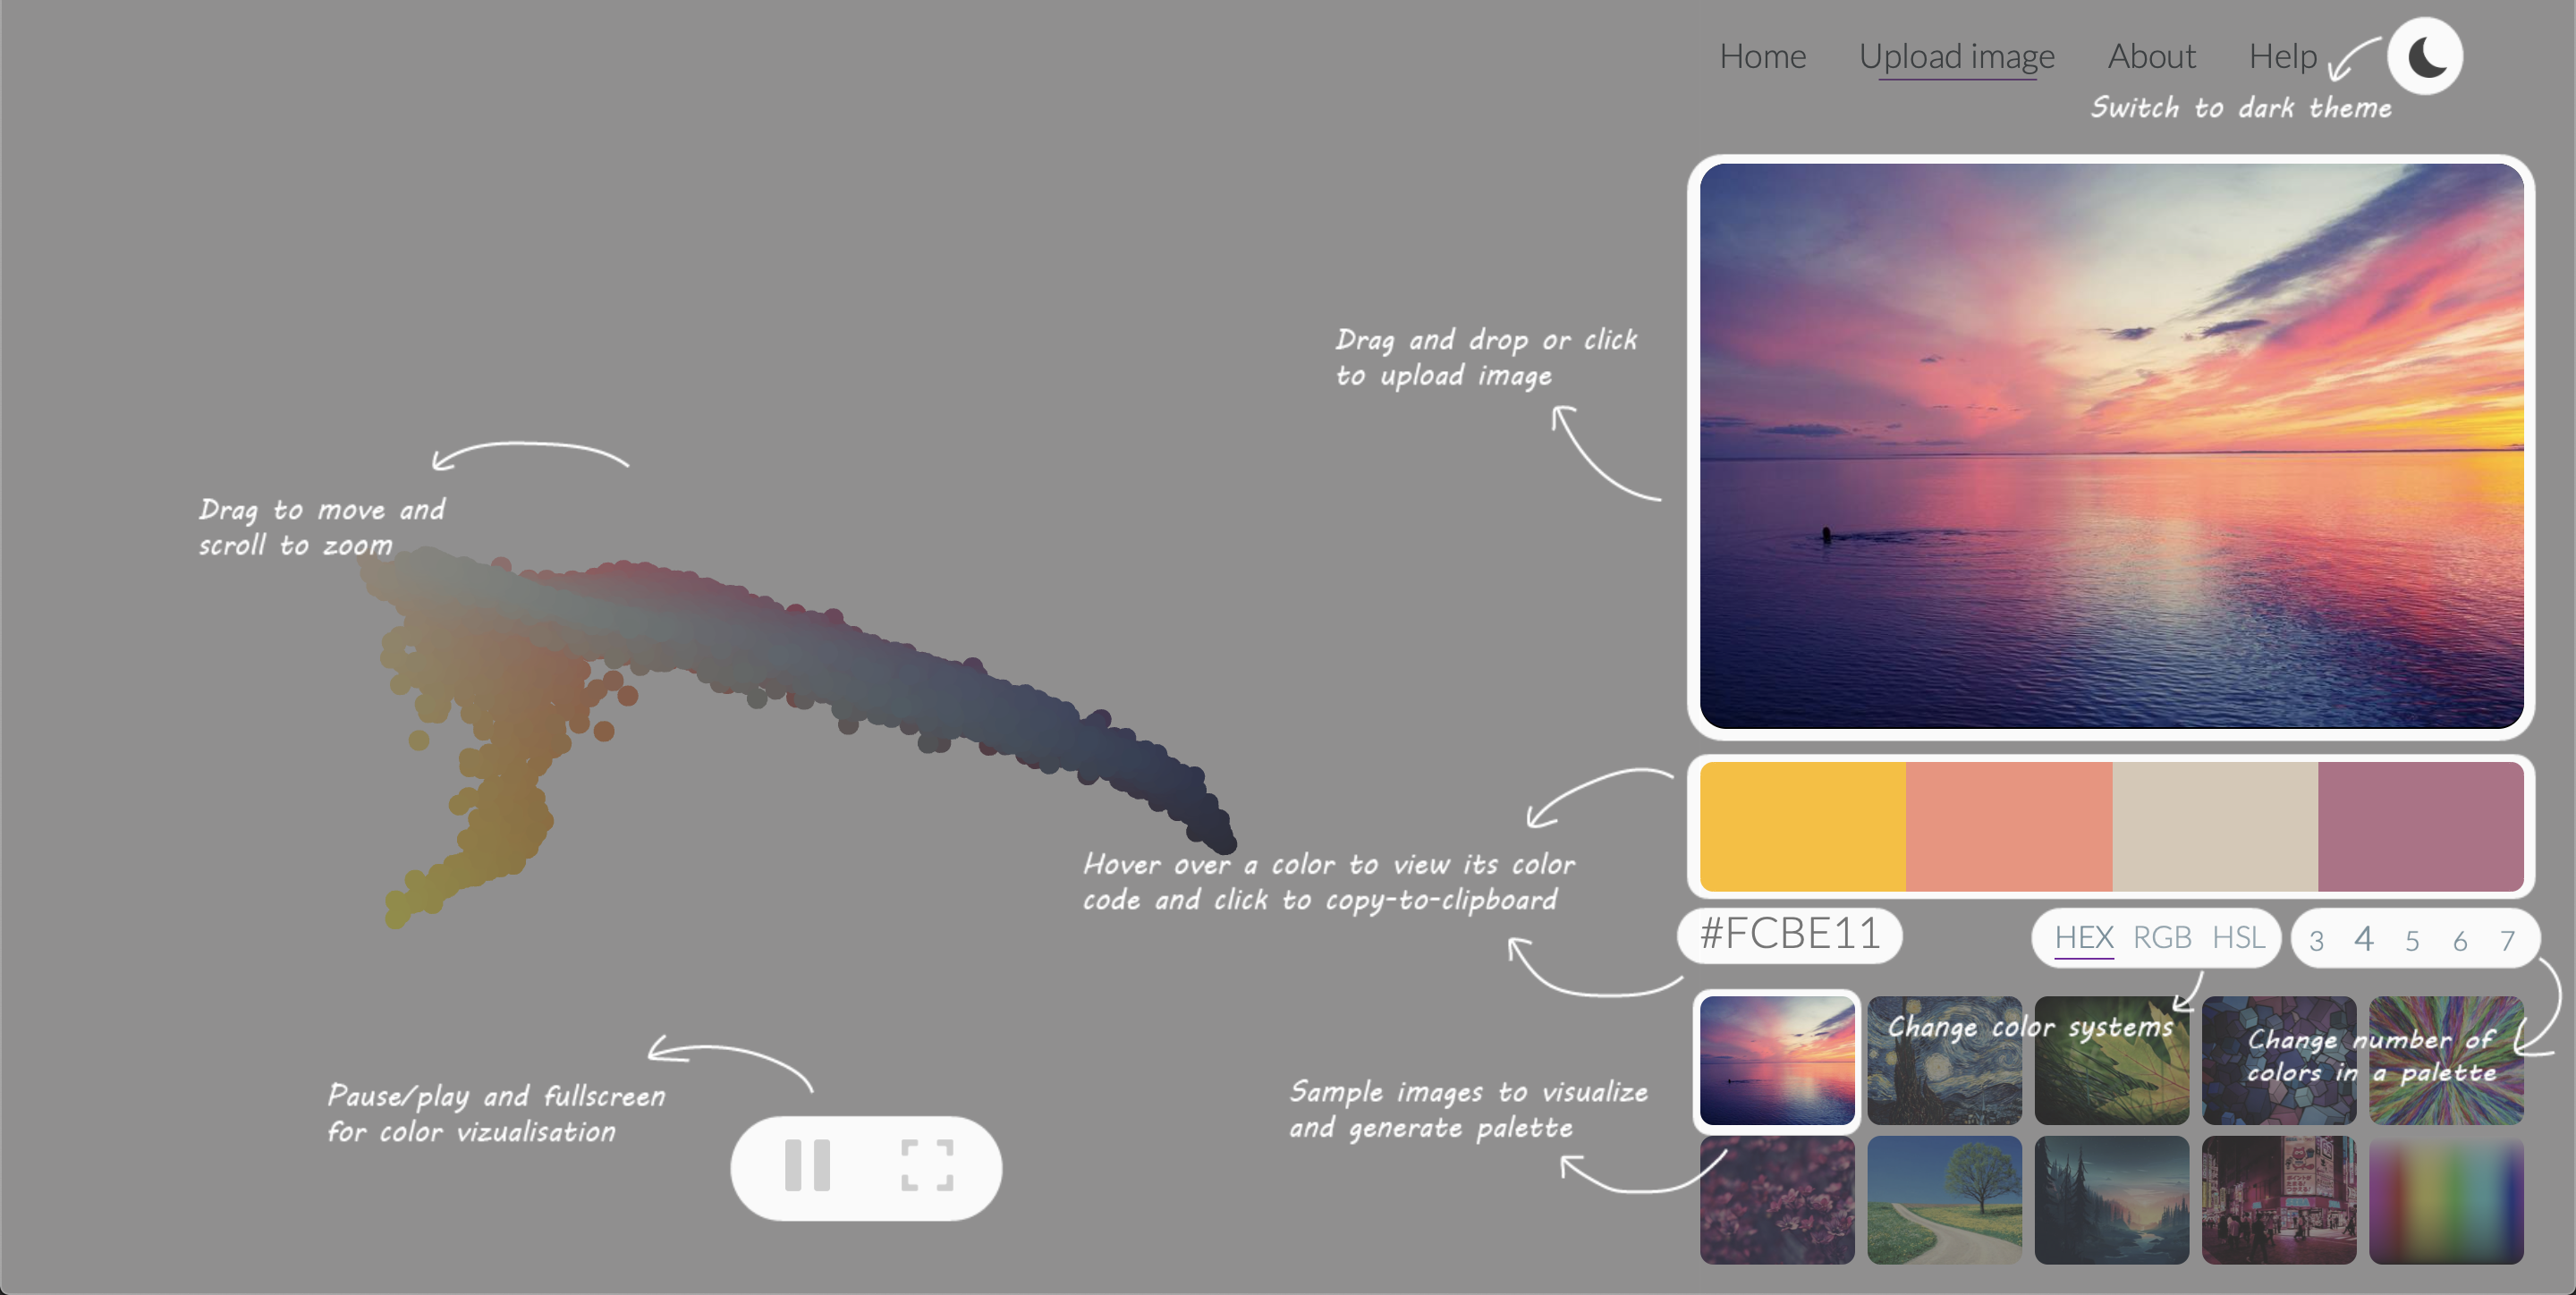 Home Upload image About Help
Switch to dark theme
Drag and drop or click
to upload image
Drag to move and
scroll to zoom
Hover over a color to view its color
code and click to copy-to-clipboard
#FCBE11
HEX RGB HSL
3 4 5 6 7
Change color systems
Change number of
colors in a palette
Sample images to visualize
and generate palette
Pause/play and fullscreen
for color vizualisation